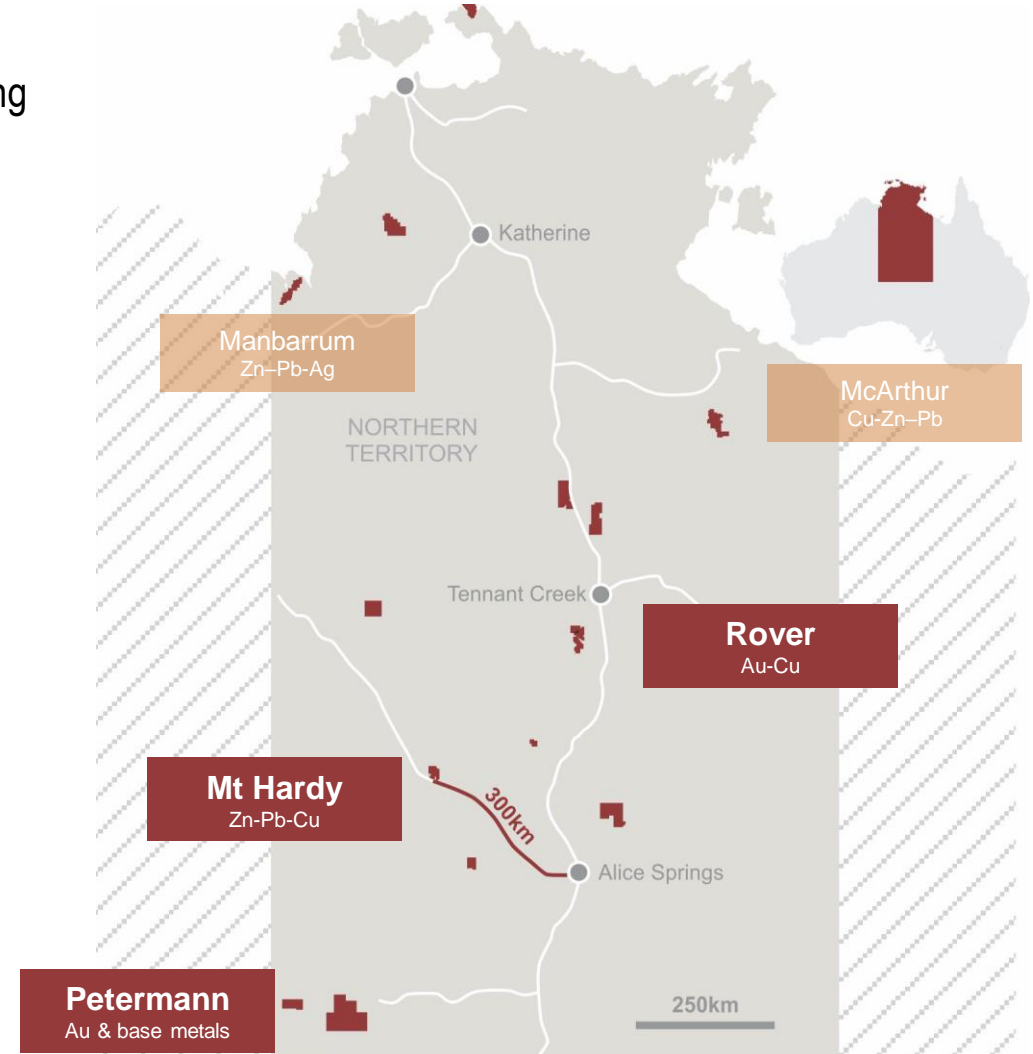 Katherine
Manbarrum
Zn–Pb-Ag
McArthur
Cu-Zn–Pb
NORTHERN
TERRITORY
Tennant Creek
Rover
Au-Cu
Mt Hardy
Zn-Pb-Cu
300km
Alice Springs
Petermann
Au & base metals
250km